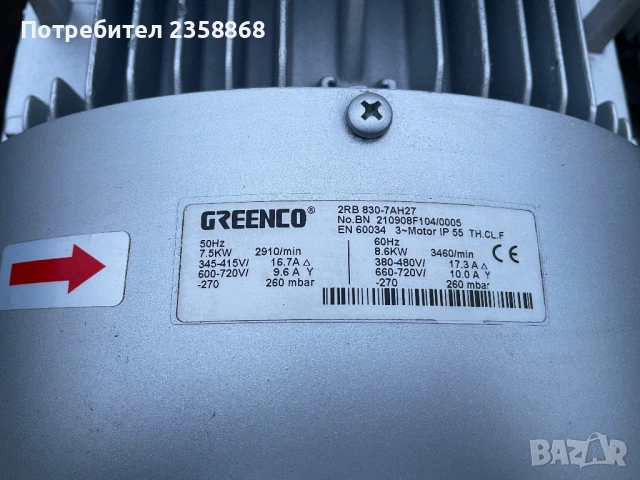 Потребител 2358868
GREENCO®
2RB 830-7AH27
No.BN 210908F104/0005
EN 60034 3~Motor IP 55 TH.CL.F
50Hz
7.5KW 2910/min
345-415V/ 16.7A △
600-720V/ 9.6 A Y
-270 260 mbar
60Hz
8.6KW 3460/min
380-480V/ 17.3 A △
660-720V/ 10.0 A Y
-270 260 mbar
CE
BAZAR